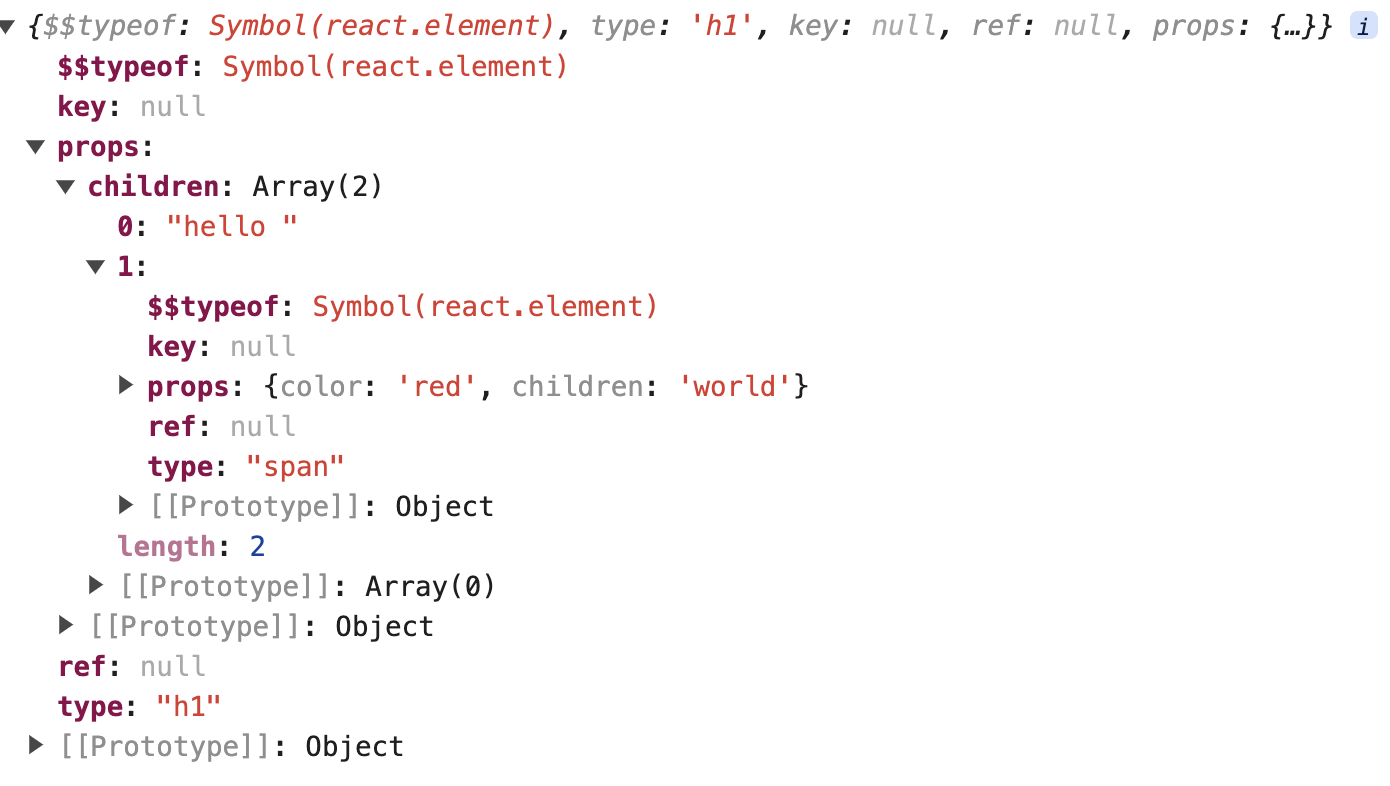 {$$typeof: Symbol(react.element), type: 'h1', key: null, ref: null, props: {…}} i
$$typeof: Symbol(react.element)
key: null
props:
children: Array(2)
0: "hello "
1:
$$typeof: Symbol(react.element)
key: null
props: {color: 'red', children: 'world'}
ref: null
type: "span"
[[Prototype]]: Object
length: 2
[[Prototype]]: Array(0)
[[Prototype]]: Object
ref: null
type: "h1"
[[Prototype]]: Object